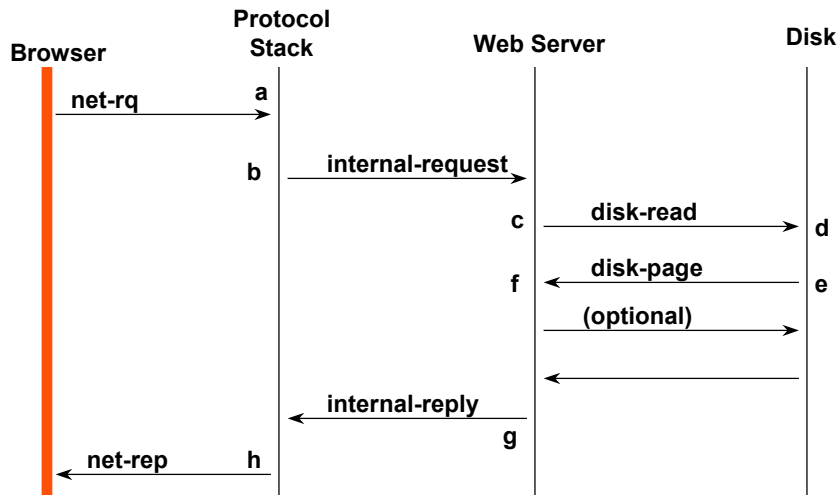 Browser
Protocol
Stack
Web Server
Disk
net-rq
a
b
internal-request
c
disk-read
d
f
disk-page
e
(optional)
internal-reply
g
net-rep
h